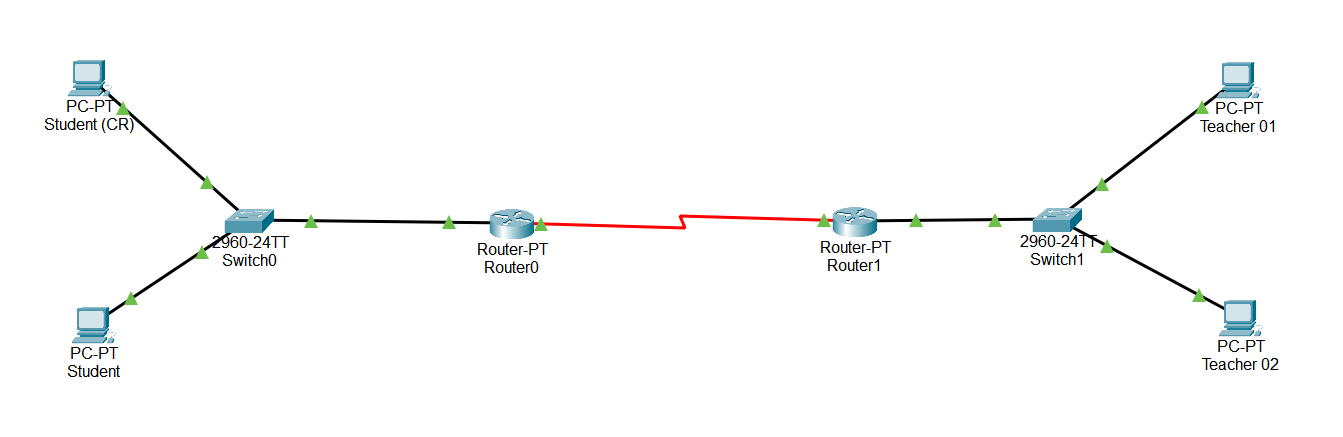 PC-PT
Student (CR)
PC-PT
Teacher 01
2960-24TT
Switch0
Router-PT
Router0
Router-PT
Router1
2960-24TT
Switch1
PC-PT
Student
PC-PT
Teacher 02